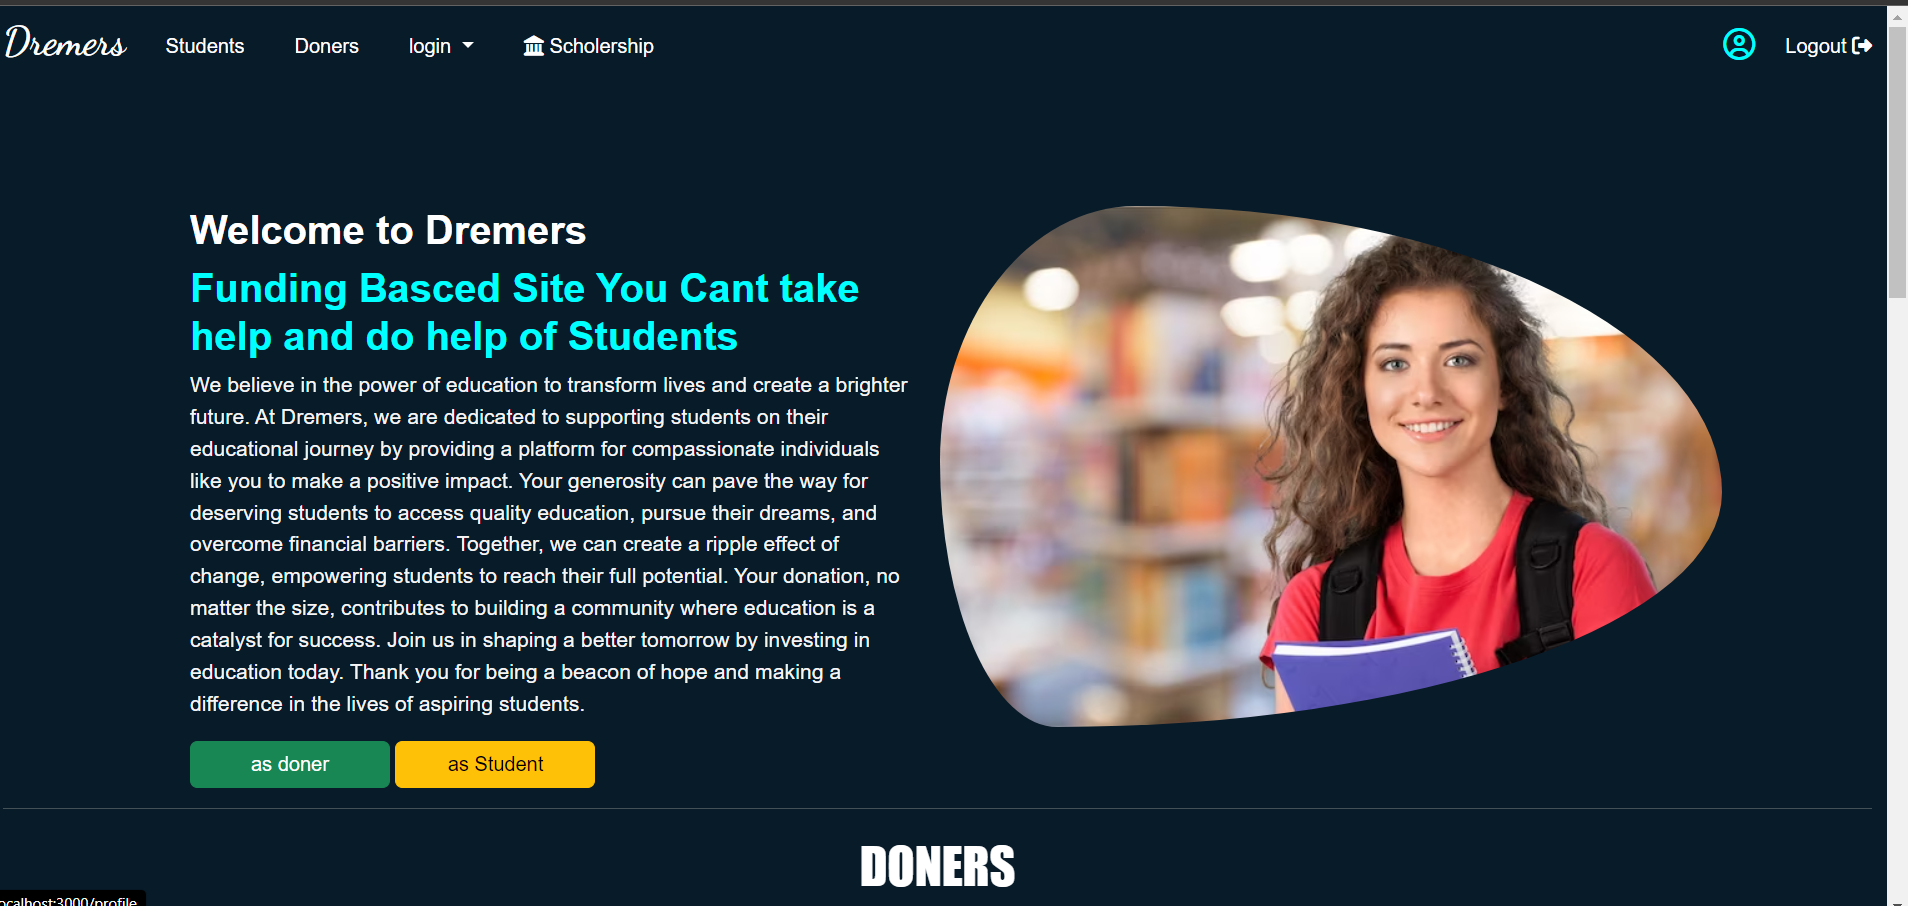 Dremers
Students
Doners
login
Scholership
Logout
Welcome to Dremers
Funding Basced Site You Cant take
help and do help of Students
We believe in the power of education to transform lives and create a brighter
future. At Dremers, we are dedicated to supporting students on their
educational journey by providing a platform for compassionate individuals
like you to make a positive impact. Your generosity can pave the way for
deserving students to access quality education, pursue their dreams, and
overcome financial barriers. Together, we can create a ripple effect of
change, empowering students to reach their full potential. Your donation, no
matter the size, contributes to building a community where education is a
catalyst for success. Join us in shaping a better tomorrow by investing in
education today. Thank you for being a beacon of hope and making a
difference in the lives of aspiring students.
as doner
as Student
DONERS
ocalhost:3000/profile